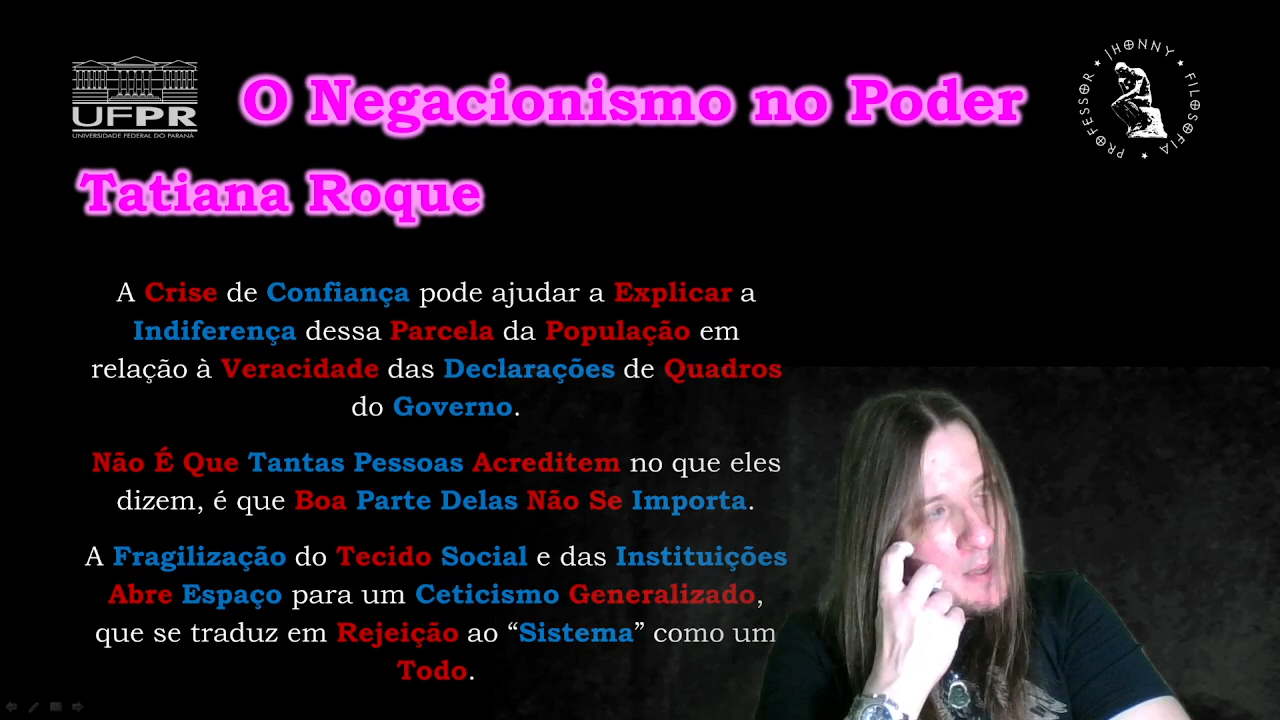 UFPR
UNIVERSIDADE FEDERAL DO PARANÁ
O Negacionismo no Poder
PROFESSOR ★ JHONNY ★ FILOSOFIA ★
Tatiana Roque
A Crise de Confiança pode ajudar a Explicar a
Indiferença dessa Parcela da População em
relação à Veracidade das Declarações de Quadros
do Governo.
Não É Que Tantas Pessoas Acreditem no que eles
dizem, é que Boa Parte Delas Não Se Importa.
A Fragilização do Tecido Social e das Instituições
Abre Espaço para um Ceticismo Generalizado,
que se traduz em Rejeição ao “Sistema” como um
Todo.